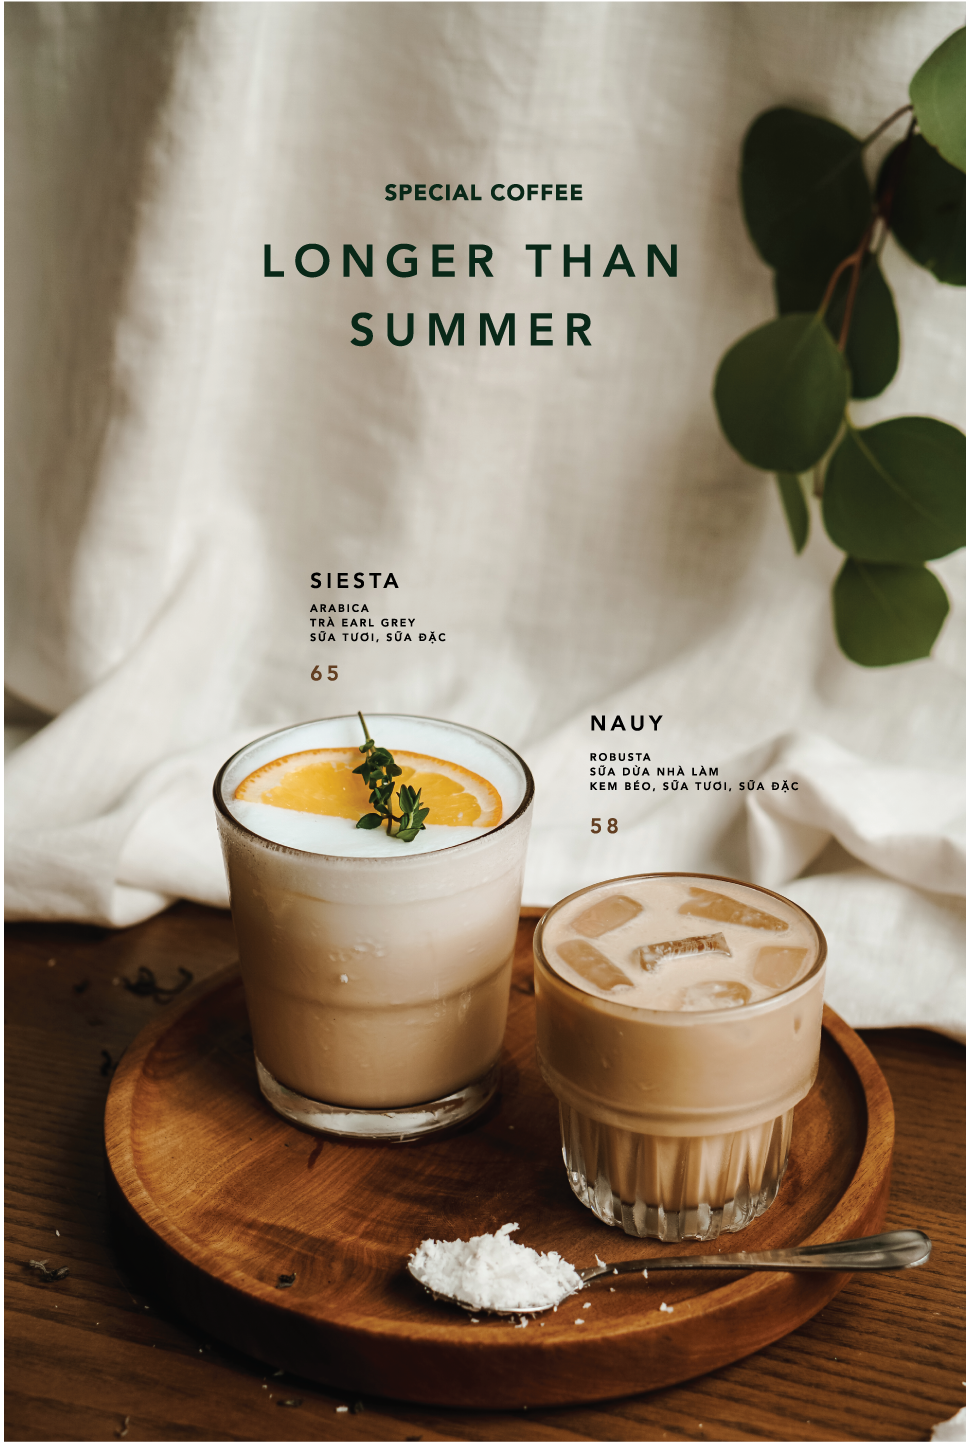 SPECIAL COFFEE
LONGER THAN
SUMMER
SIESTA
ARABICA
TRÀ EARL GREY
SỮA TƯƠI, SỮA ĐẶC
65
NAUY
ROBUSTA
SỮA DỪA NHÀ LÀM
KEM BÉO, SỮA TƯƠI, SỮA ĐẶC
58